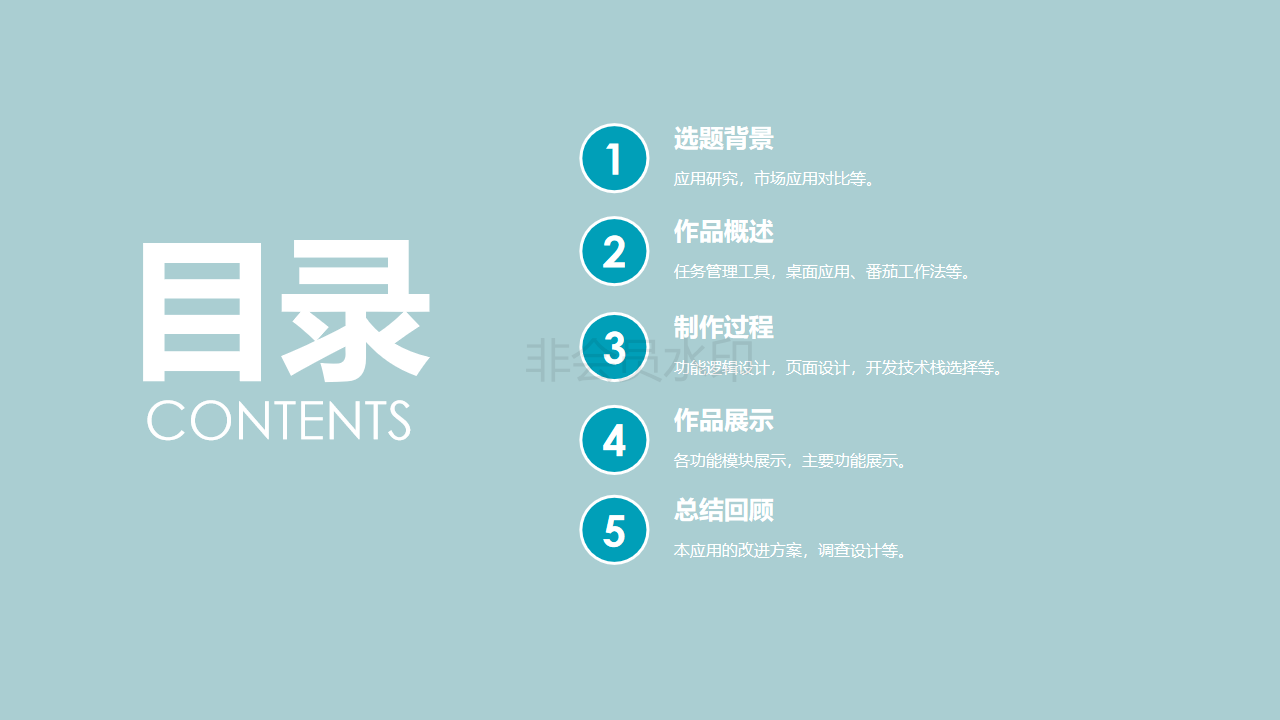 目录
CONTENTS
1
选题背景
应用研究，市场应用对比等。
2
作品概述
任务管理工具，桌面应用、番茄工作法等。
3
制作过程
功能逻辑设计，页面设计，开发技术栈选择等。
非会员水印
4
作品展示
各功能模块展示，主要功能展示。
5
总结回顾
本应用的改进方案，调查设计等。